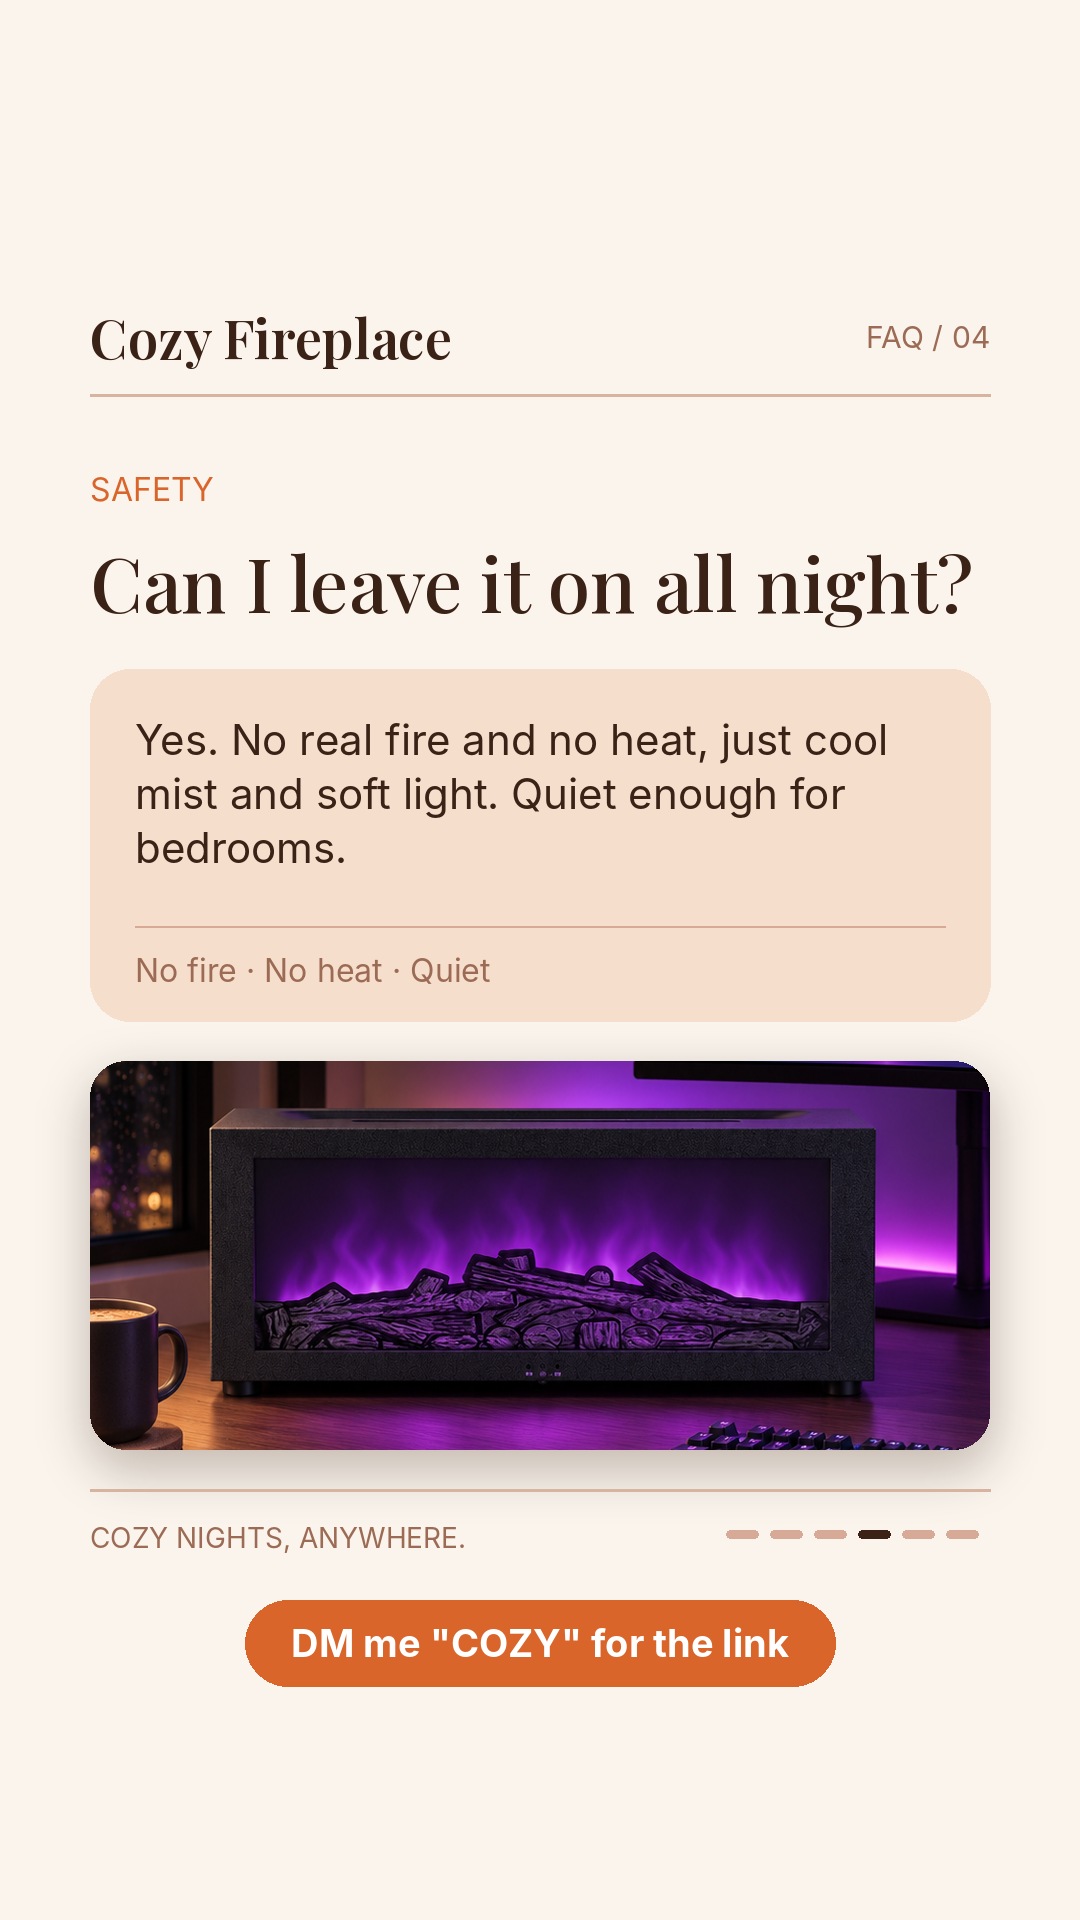 Cozy Fireplace
FAQ / 04
SAFETY
Can I leave it on all night?
Yes. No real fire and no heat, just cool
mist and soft light. Quiet enough for
bedrooms.
No fire · No heat · Quiet
COZY NIGHTS, ANYWHERE.
DM me "COZY" for the link